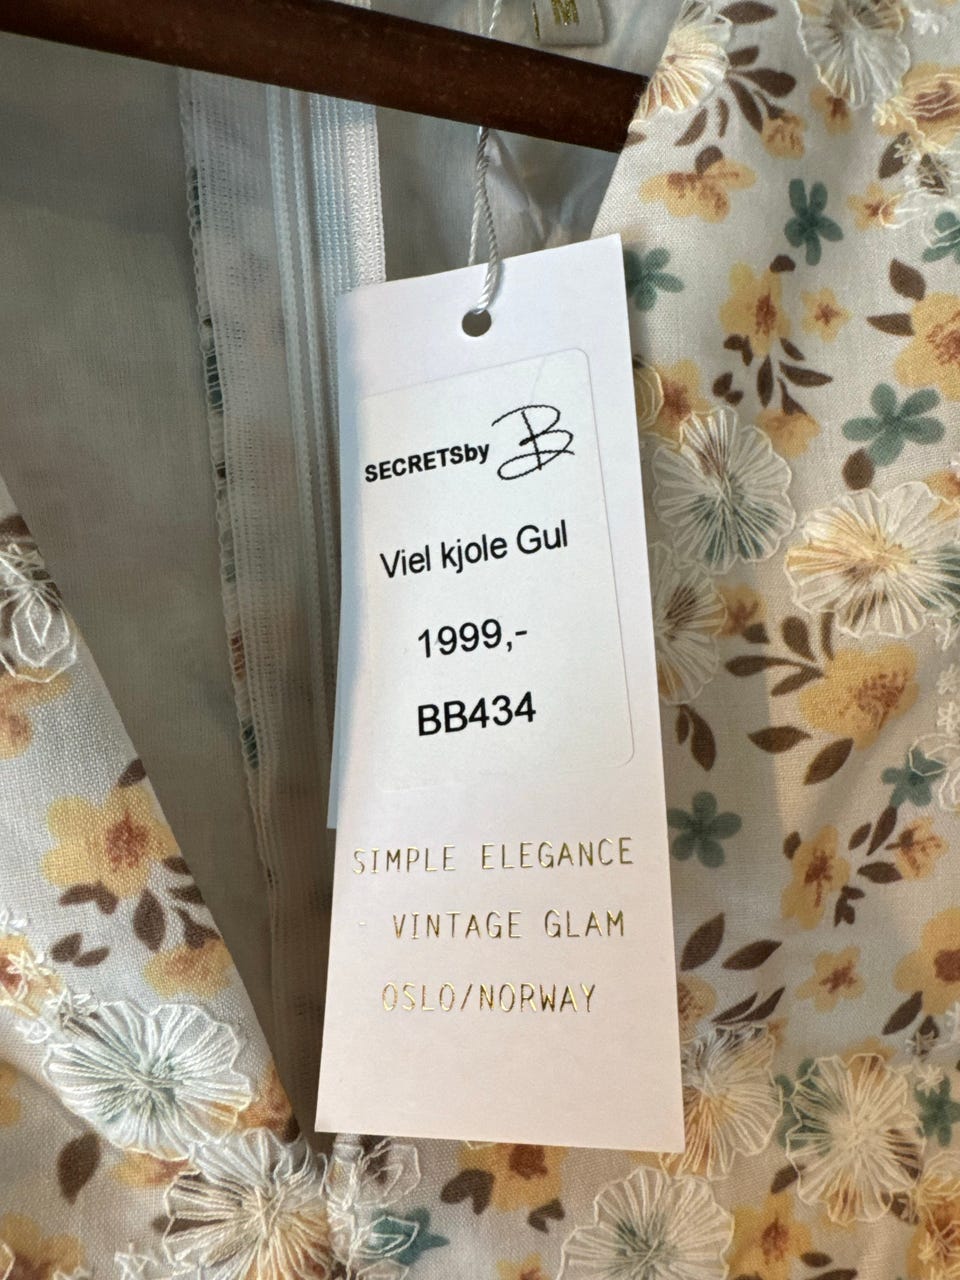 M
SECRETSby B
Viel kjole Gul
1999,-
BB434
SIMPLE ELEGANCE
- VINTAGE GLAM
OSLO/NORWAY